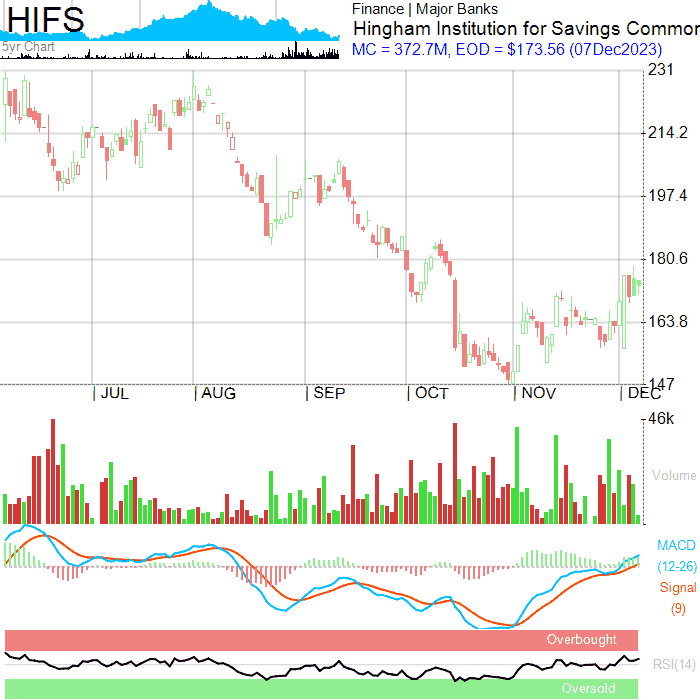 HIFS
5yr Chart
Finance | Major Banks
Hingham Institution for Savings Common
MC = 372.7M, EOD = $173.56 (07Dec2023)
231
214.2
197.4
180.6
163.8
147
JUL AUG SEP OCT NOV DEC
46k
Volume
MACD
(12-26)
Signal
(9)
Overbought
RSI(14)
Oversold